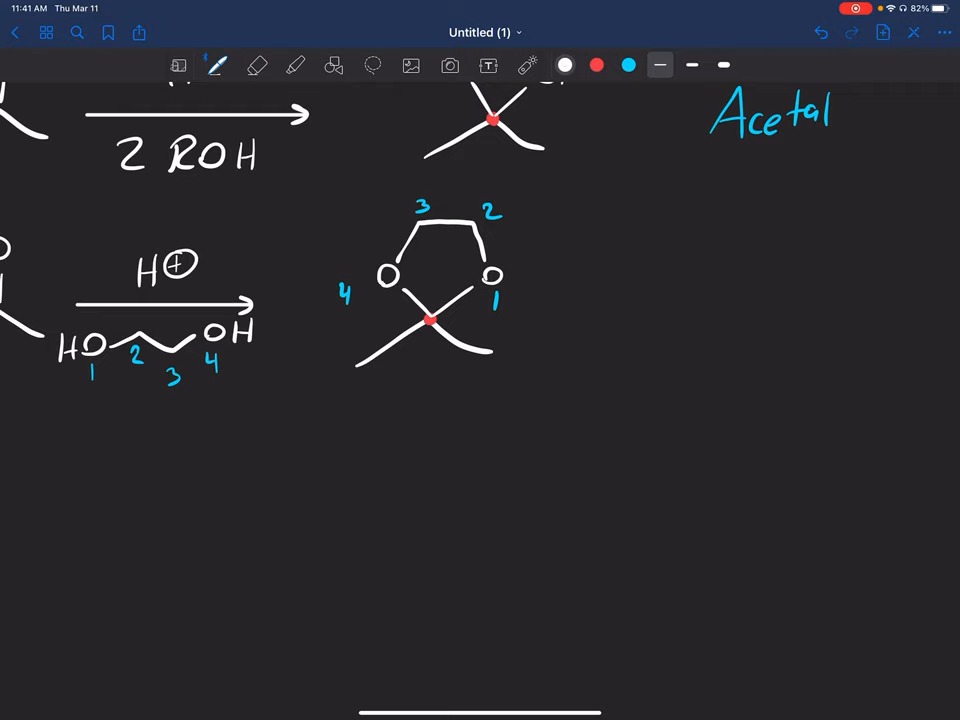 11:41 AM Thu Mar 11
82%
Untitled (1)
Acetal
2 ROH
3 2
H+
O O
4 1
HO OH
1 2 3 4